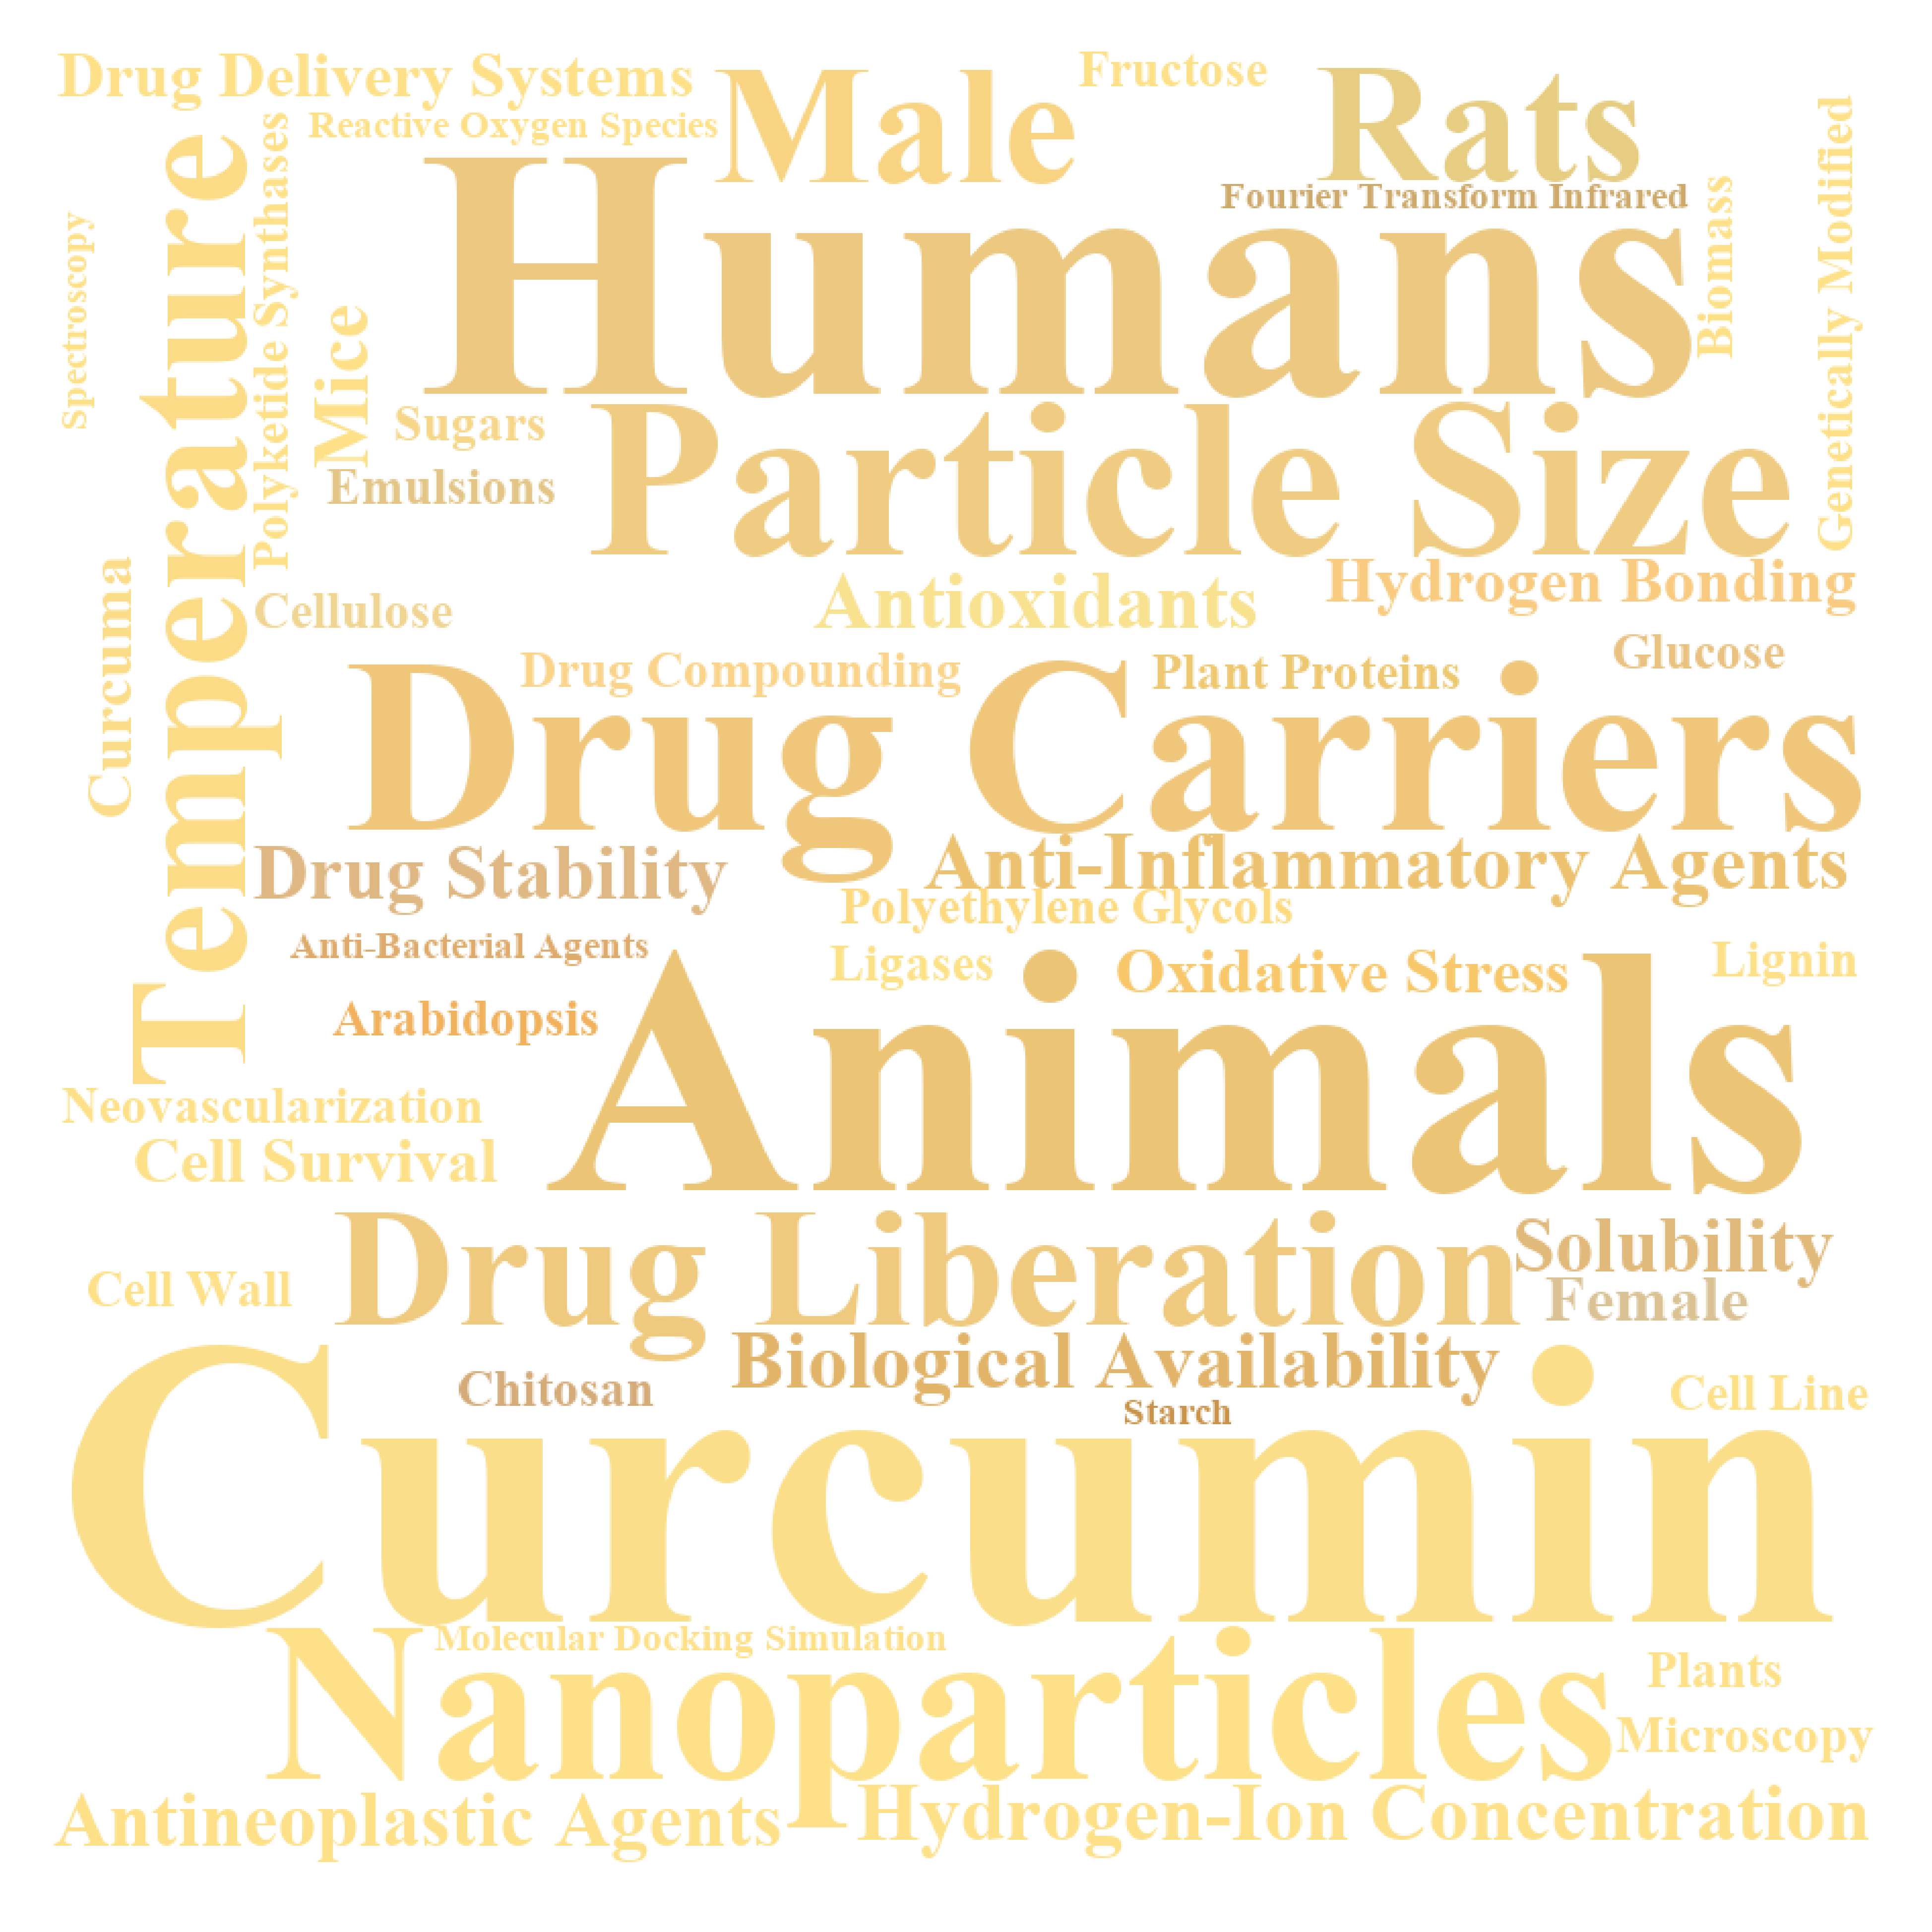 Drug Delivery Systems
Male
Fructose
Rats
Reactive Oxygen Species
Fourier Transform Infrared
Humans
Temperature
Polyketide Synthases
Spectroscopy
Mice
Biomass
Genetically Modified
Sugars
Particle Size
Emulsions
Curcuma
Cellulose
Antioxidants
Hydrogen Bonding
Drug Compounding
Plant Proteins
Glucose
Drug Carriers
Drug Stability
Anti-Inflammatory Agents
Polyethylene Glycols
Anti-Bacterial Agents
Ligases
Oxidative Stress
Lignin
Arabidopsis
Animals
Neovascularization
Cell Survival
Drug Liberation
Solubility
Cell Wall
Female
Biological Availability
Chitosan
Starch
Cell Line
Curcumin
Molecular Docking Simulation
Nanoparticles
Plants
Microscopy
Antineoplastic Agents
Hydrogen-Ion Concentration